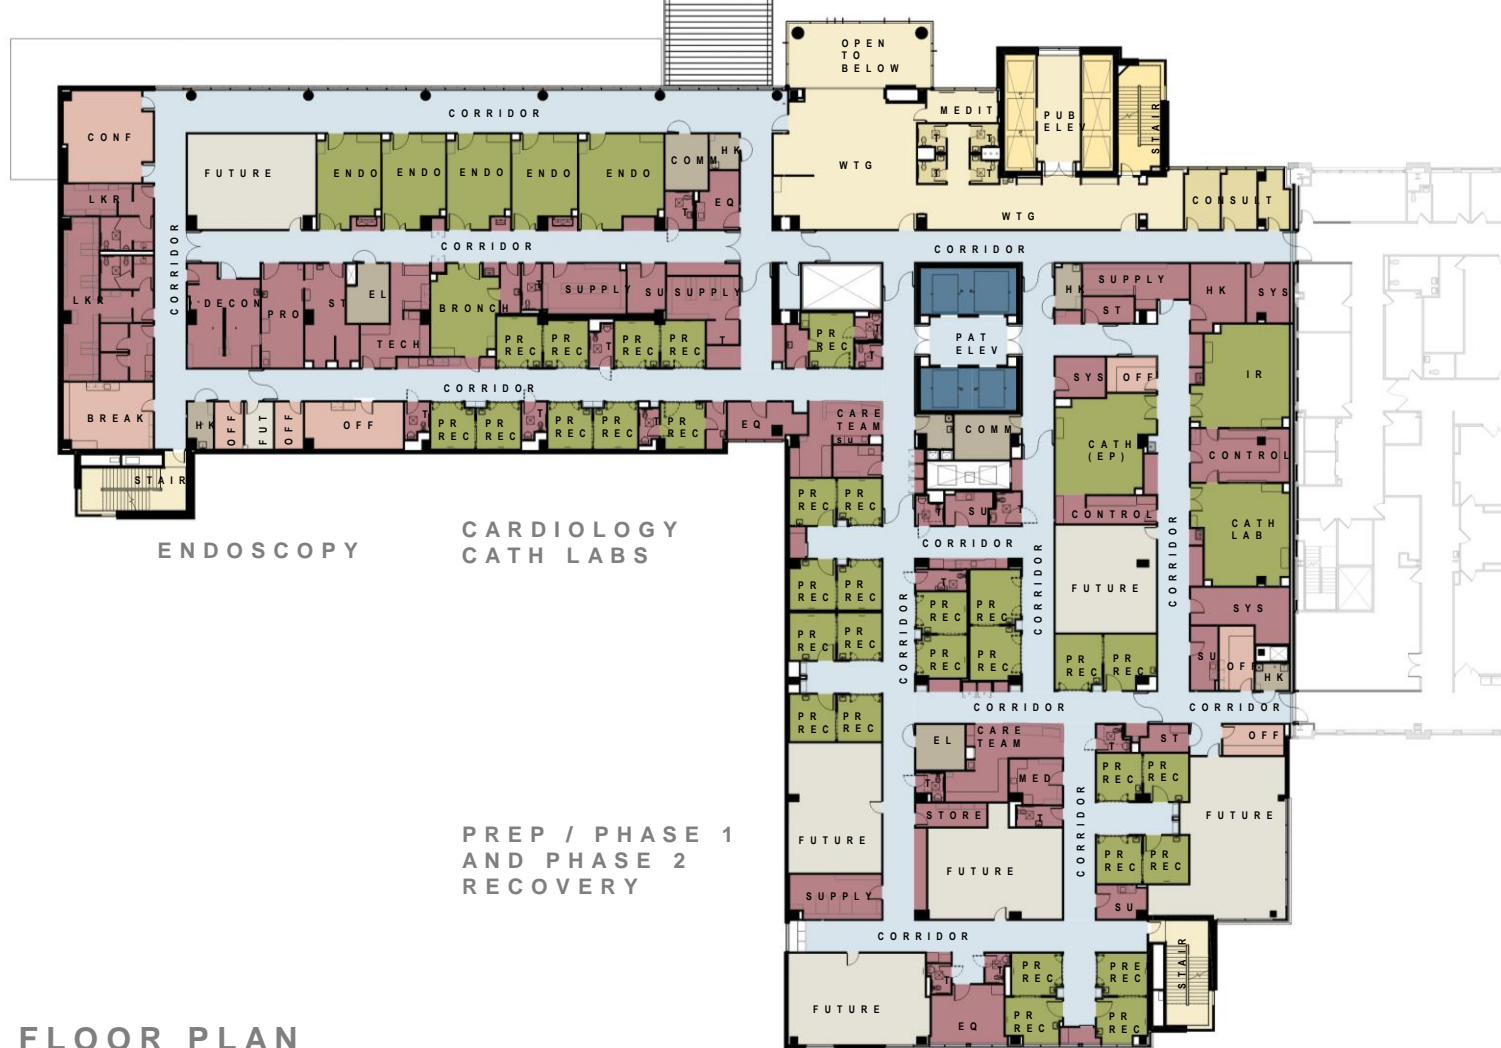 OPEN
TO
BELOW
CORRIDOR
MEDIT
PUB
ELEV
STAIR
CONF
FUTURE
ENDO
ENDO
ENDO
ENDO
ENDO
COMM
HK
T
T
T
T
WTG
LKR
T
EQ
WTG
CONSULT
CORRIDOR
CORRIDOR
CORRIDOR
LKR
DECON
PRO
ST
EL
BRONCH
T
SUPPLY
SU
SUPPLY
HK
SUPPLY
ST
HK
SYS
TECH
PR
REC
PR
REC
T
PR
REC
PR
REC
T
PR
REC
T
T
PAT
ELEV
SYS
OFF
IR
CORRIDOR
BREAK
HK
OFF
FUT
OFF
OFF
T
PR
REC
PR
REC
T
PR
REC
PR
REC
T
PR
REC
EQ
CARE
TEAM
SU
COMM
CATH
(EP)
CONTROL
STAIR
PR
REC
PR
REC
T
SU
T
CONTROL
CATH
LAB
ENDOSCOPY
CARDIOLOGY
CATH LABS
CORRIDOR
CORRIDOR
CORRIDOR
CORRIDOR
PR
REC
PR
REC
T
PR
REC
PR
REC
FUTURE
PR
REC
PR
REC
PR
REC
PR
REC
PR
REC
PR
REC
SYS
SU
OFF
HK
PR
REC
PR
REC
CORRIDOR
CORRIDOR
EL
CARE
TEAM
T
ST
OFF
T
MED
PR
REC
PR
REC
STORE
T
FUTURE
FUTURE
FUTURE
CORRIDOR
PR
REC
PR
REC
PREP / PHASE 1
AND PHASE 2
RECOVERY
SUPPLY
SU
CORRIDOR
STAIR
FUTURE
T
T
PR
REC
PRE
REC
EQ
PR
REC
PR
REC
FLOOR PLAN